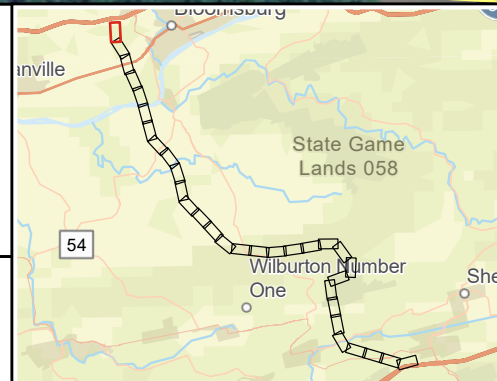 Bloomsburg
anville
State Game
Lands 058
54
Wilburton Number
One
She